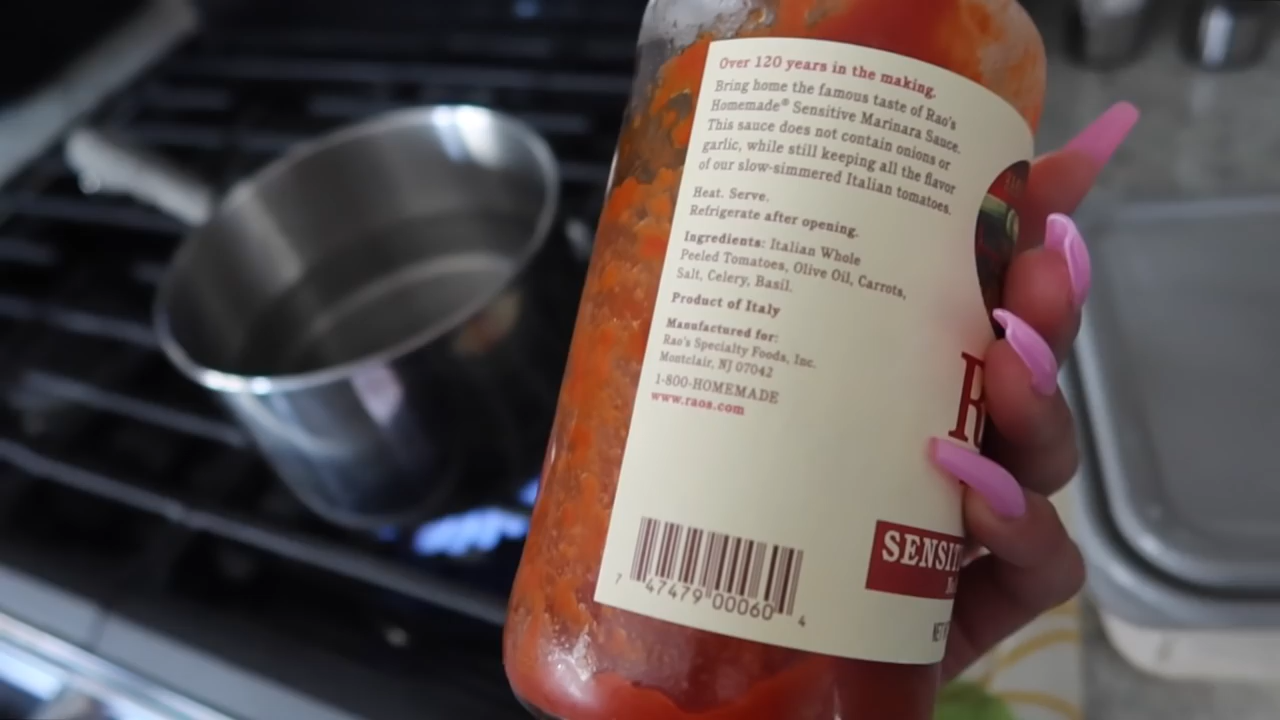 Over 120 years in the making.
Bring home the famous taste of Rao's
Homemade® Sensitive Marinara Sauce.
This sauce does not contain onions or
garlic, while still keeping all the flavor
of our slow-simmered Italian tomatoes.
Heat. Serve.
Refrigerate after opening.
Ingredients: Italian Whole
Peeled Tomatoes, Olive Oil, Carrots,
Salt, Celery, Basil.
Product of Italy
Manufactured for:
Rao's Specialty Foods, Inc.
Montclair, NJ 07042
1-800-HOMEMADE
www.raos.com
R
SENSI
NET
7 47479 00060 4